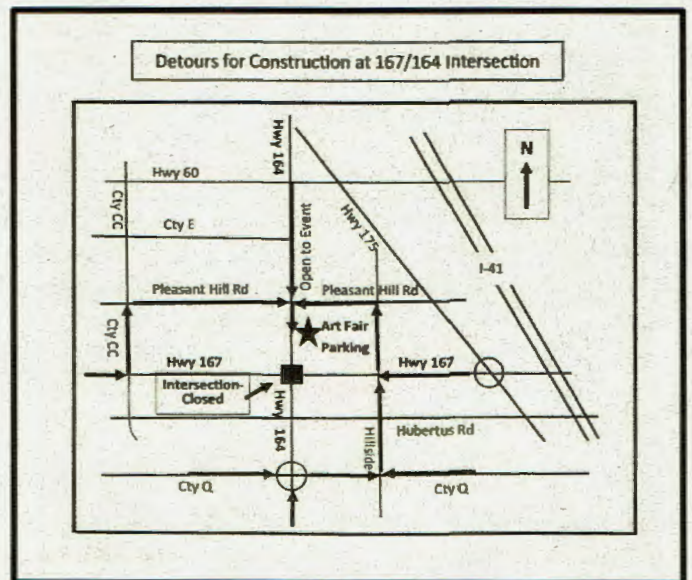 Detours for Construction at 167/164 Intersection
Hwy 164
N
Hwy 60
Cty CC
Cty E
Hwy 175
Open to Event
I-41
Pleasant Hill Rd
Pleasant Hill Rd
Art Fair
Parking
Cty CC
Hwy 167
Hwy 167
Intersection-
Closed
Hwy 164
Hillside
Hubertus Rd
Cty Q
Cty Q